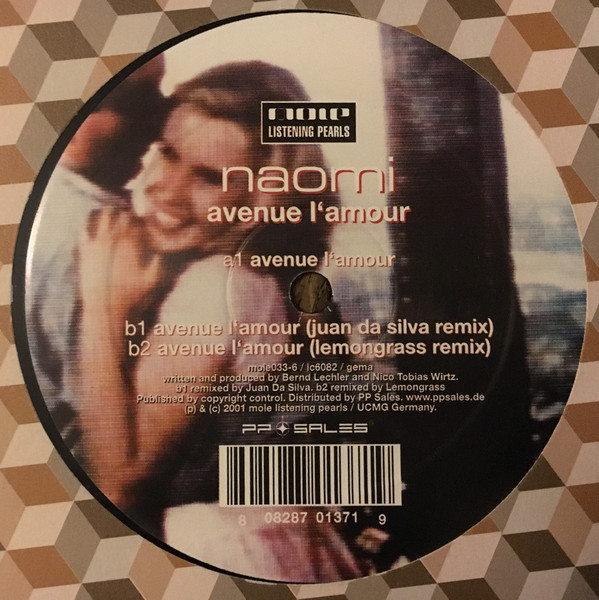 mole
LISTENING PEARLS
naomi
avenue l'amour
a1 avenue l'amour
b1 avenue l'amour (juan da silva remix)
b2 avenue l'amour (lemongrass remix)
mole033-6 / lc6082 / gema
written and produced by Bernd Lechler and Nico Tobias Wirtz.
b1 remixed by Juan Da Silva. b2 remixed by Lemongrass
Published by copyright control. Distributed by PP Sales. www.ppsales.de
(p) & (c) 2001 mole listening pearls / UCMG Germany.
PP SALES
8 08287 01371 9